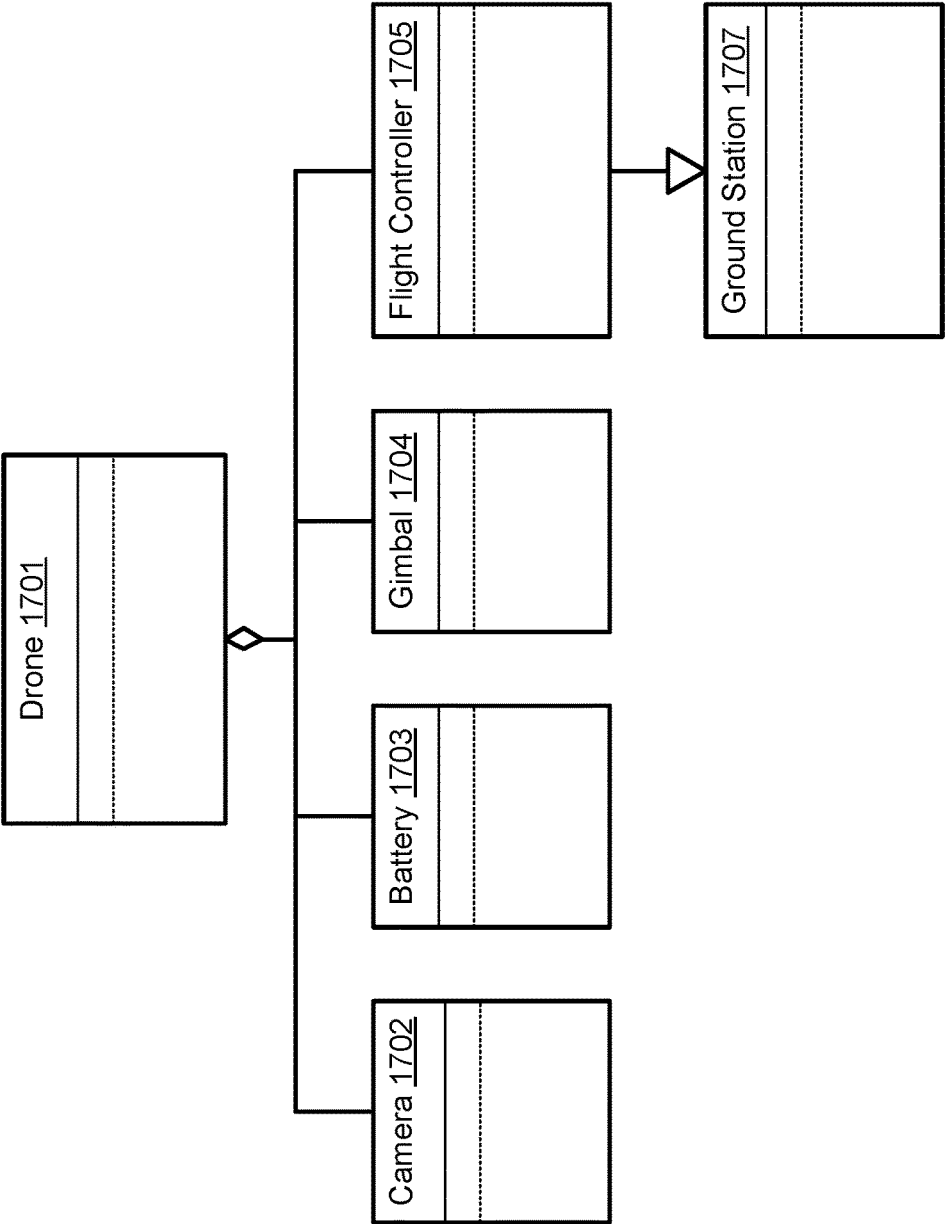 Drone 1701
Camera 1702
Battery 1703
Gimbal 1704
Flight Controller 1705
Ground Station 1707